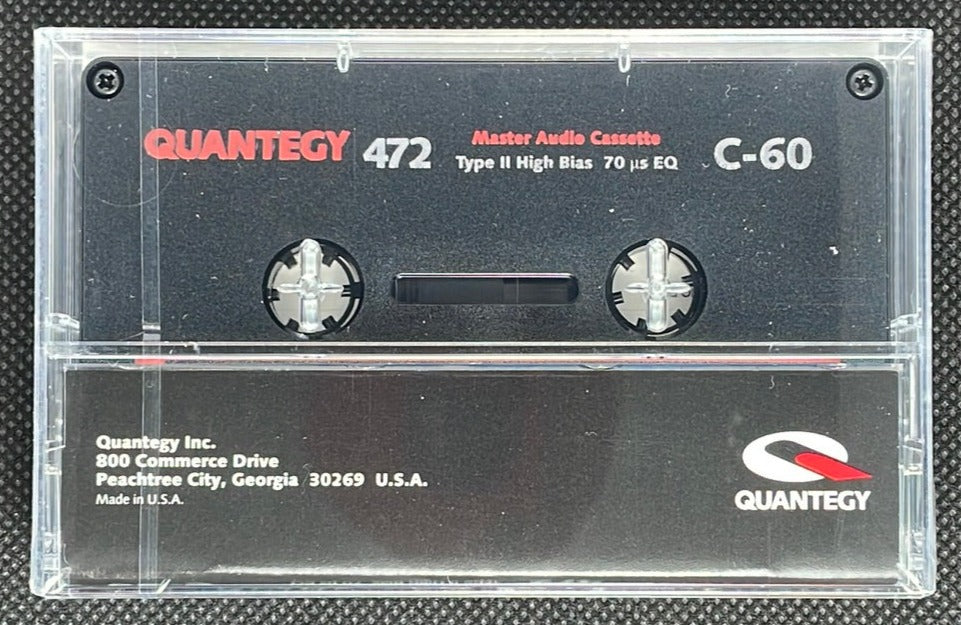 QUANTEGY 472 Master Audio Cassette C-60
Type II High Bias 70 µs EQ
Quantegy Inc.
800 Commerce Drive
Peachtree City, Georgia 30269 U.S.A.
Made in U.S.A.
QUANTEGY